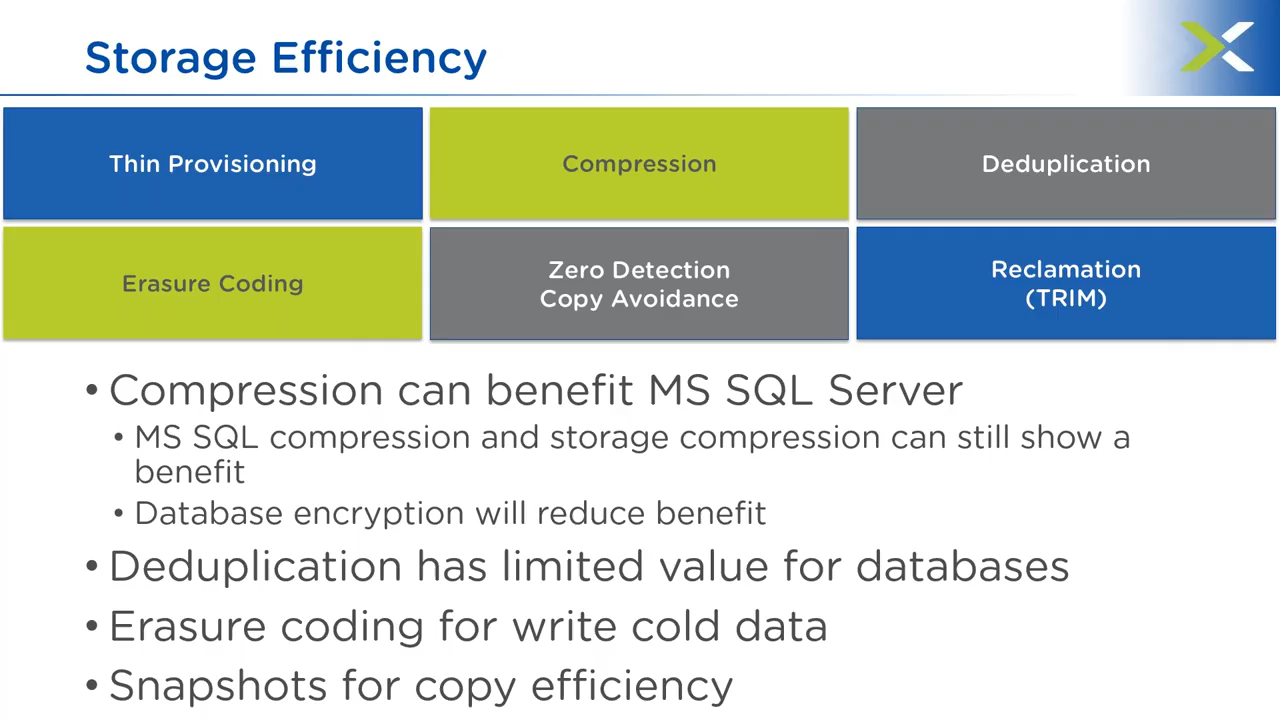 Storage Efficiency
Thin Provisioning
Compression
Deduplication
Erasure Coding
Zero Detection
Copy Avoidance
Reclamation
(TRIM)
• Compression can benefit MS SQL Server
• MS SQL compression and storage compression can still show a
benefit
• Database encryption will reduce benefit
• Deduplication has limited value for databases
• Erasure coding for write cold data
• Snapshots for copy efficiency